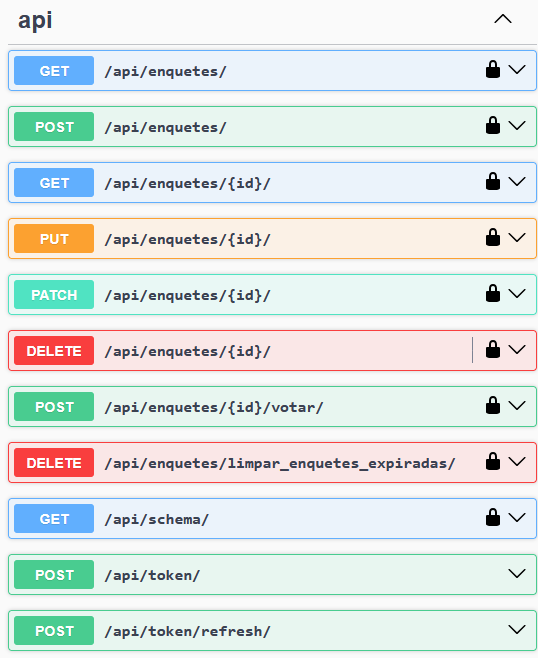 api
GET /api/enquetes/
POST /api/enquetes/
GET /api/enquetes/{id}/
PUT /api/enquetes/{id}/
PATCH /api/enquetes/{id}/
DELETE /api/enquetes/{id}/
POST /api/enquetes/{id}/votar/
DELETE /api/enquetes/limpar_enquetes_expiradas/
GET /api/schema/
POST /api/token/
POST /api/token/refresh/